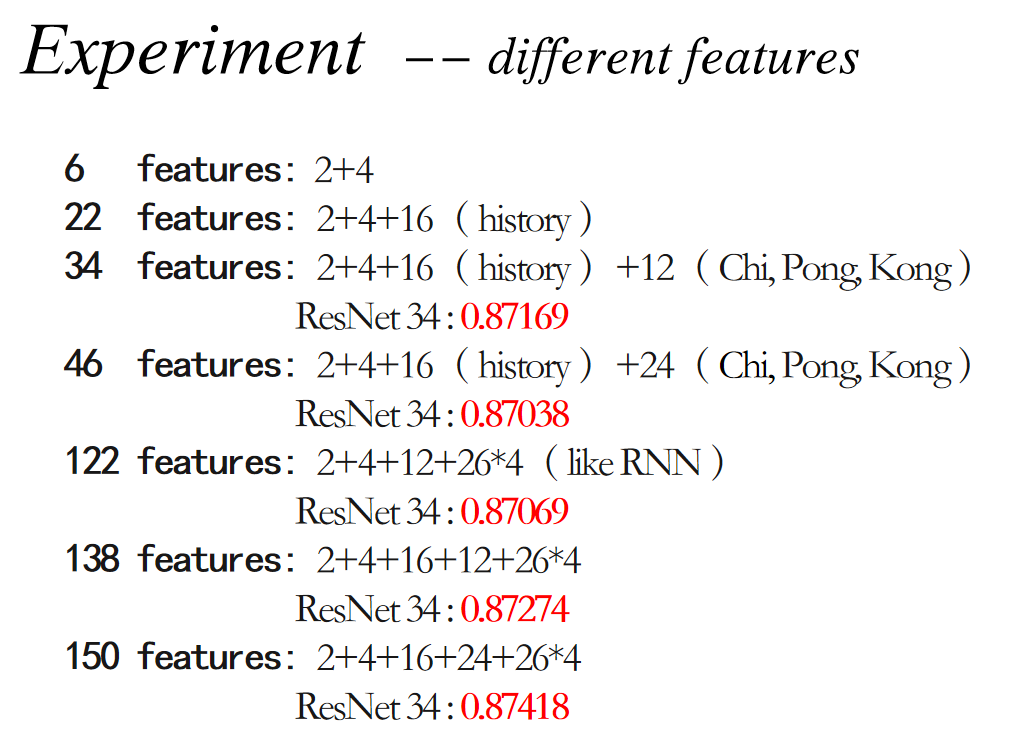 Experiment -- different features
6 features: 2+4
22 features: 2+4+16 ( history )
34 features: 2+4+16 ( history ) +12 ( Chi, Pong, Kong )
ResNet 34 : 0.87169
46 features: 2+4+16 ( history ) +24 ( Chi, Pong, Kong )
ResNet 34 : 0.87038
122 features: 2+4+12+26*4 ( like RNN )
ResNet 34 : 0.87069
138 features: 2+4+16+12+26*4
ResNet 34 : 0.87274
150 features: 2+4+16+24+26*4
ResNet 34 : 0.87418